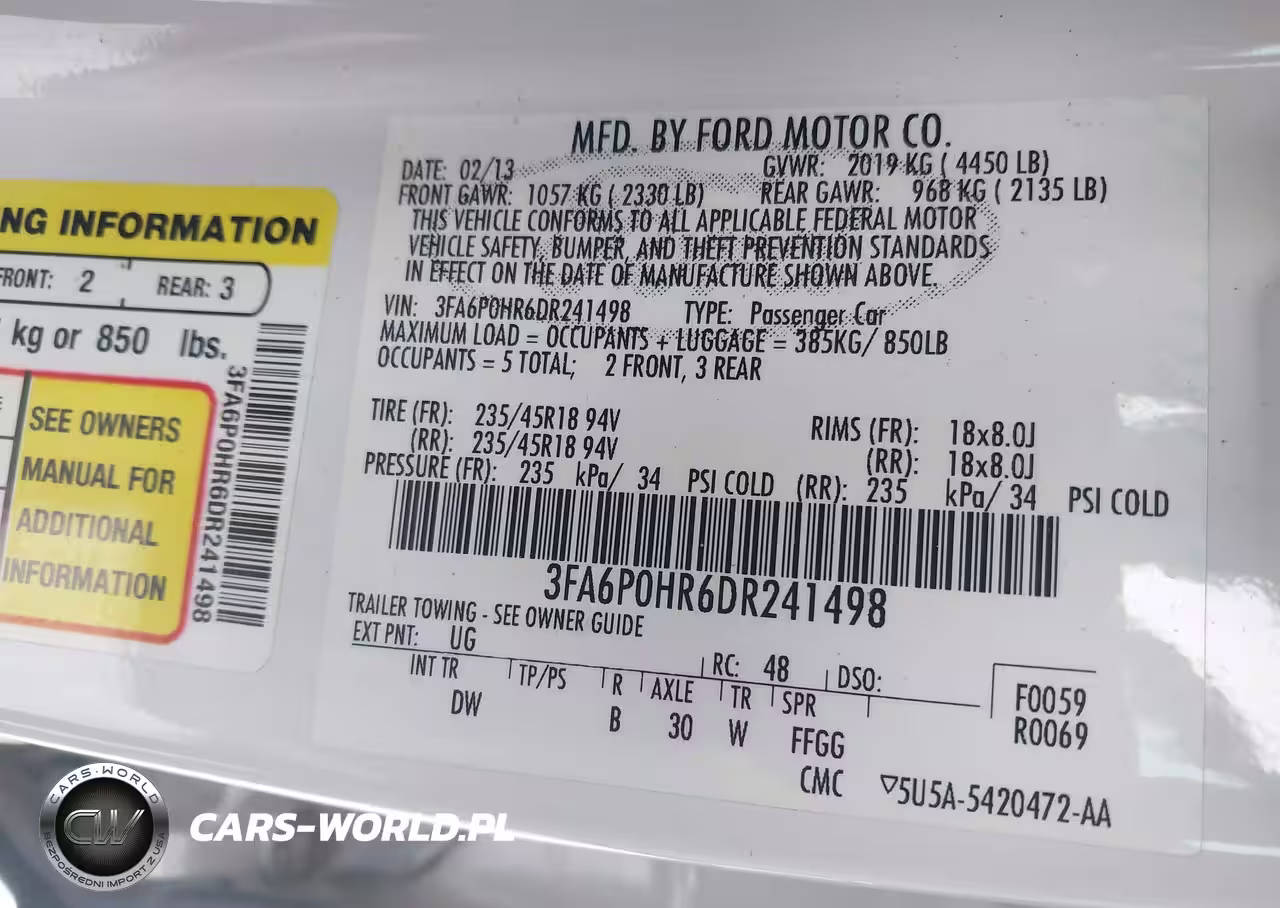 NG INFORMATION
FRONT: 2 REAR: 3
kg or 850 lbs.
SEE OWNERS
MANUAL FOR
ADDITIONAL
INFORMATION
3FA6P0HR6DR241498
MFD. BY FORD MOTOR CO.
DATE: 02/13 GVWR: 2019 KG ( 4450 LB)
FRONT GAWR: 1057 KG ( 2330 LB) REAR GAWR: 968 KG ( 2135 LB)
THIS VEHICLE CONFORMS TO ALL APPLICABLE FEDERAL MOTOR
VEHICLE SAFETY, BUMPER, AND THEFT PREVENTION STANDARDS
IN EFFECT ON THE DATE OF MANUFACTURE SHOWN ABOVE.
VIN: 3FA6P0HR6DR241498 TYPE: Passenger Car
MAXIMUM LOAD = OCCUPANTS + LUGGAGE = 385KG/ 850LB
OCCUPANTS = 5 TOTAL; 2 FRONT, 3 REAR
TIRE (FR): 235/45R18 94V RIMS (FR): 18x8.0J
(RR): 235/45R18 94V (RR): 18x8.0J
PRESSURE (FR): 235 kPa/ 34 PSI COLD (RR): 235 kPa/ 34 PSI COLD
3FA6P0HR6DR241498
TRAILER TOWING - SEE OWNER GUIDE
EXT PNT: UG RC: 48 DSO:
INT TR TP/PS R AXLE TR SPR F0059
DW B 30 W FFGG R0069
CMC ▽5U5A-5420472-AA
CARS-WORLD
CW
BEZPOŚREDNI IMPORT Z USA
CARS-WORLD.PL